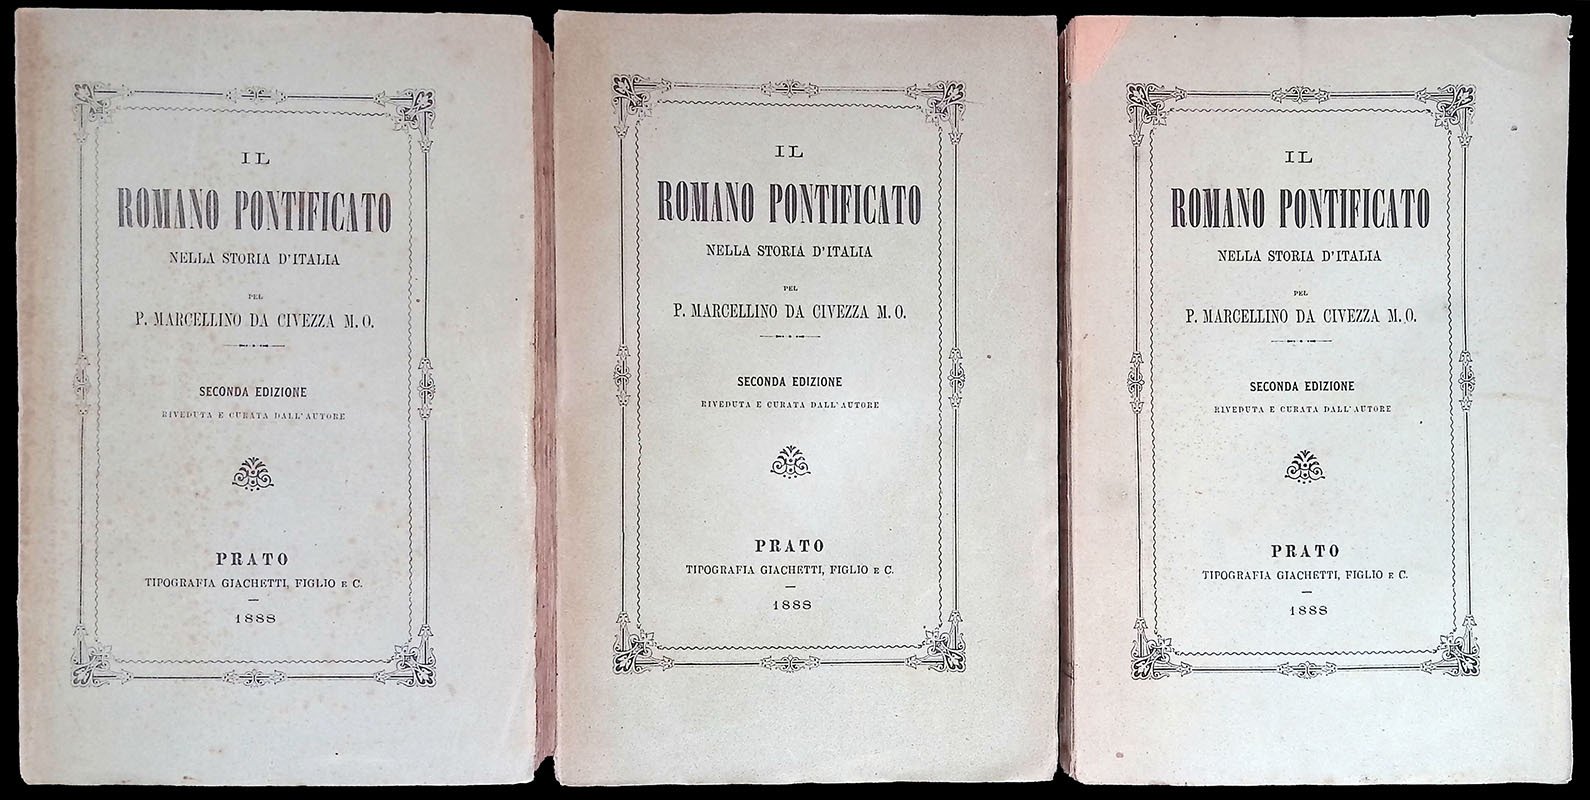 IL
ROMANO PONTIFICATO
NELLA STORIA D'ITALIA
PEL
P. MARCELLINO DA CIVEZZA M. O.
SECONDA EDIZIONE
RIVEDUTA E CURATA DALL'AUTORE
PRATO
TIPOGRAFIA GIACHETTI, FIGLIO E C.
1888
IL
ROMANO PONTIFICATO
NELLA STORIA D'ITALIA
PEL
P. MARCELLINO DA CIVEZZA M. O.
SECONDA EDIZIONE
RIVEDUTA E CURATA DALL'AUTORE
PRATO
TIPOGRAFIA GIACHETTI, FIGLIO E C.
1888
IL
ROMANO PONTIFICATO
NELLA STORIA D'ITALIA
PEL
P. MARCELLINO DA CIVEZZA M. O.
SECONDA EDIZIONE
RIVEDUTA E CURATA DALL'AUTORE
PRATO
TIPOGRAFIA GIACHETTI, FIGLIO E C.
1888